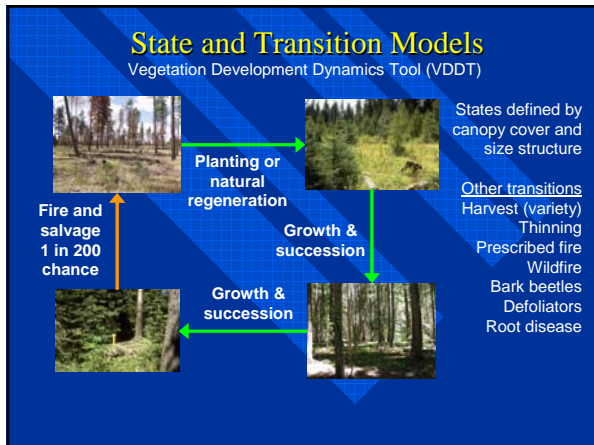 State and Transition Models
Vegetation Development Dynamics Tool (VDDT)
Planting or
natural
regeneration
States defined by
canopy cover and
size structure
Fire and
salvage
1 in 200
chance
Growth &
succession
Growth &
succession
Other transitions
Harvest (variety)
Thinning
Prescribed fire
Wildfire
Bark beetles
Defoliators
Root disease